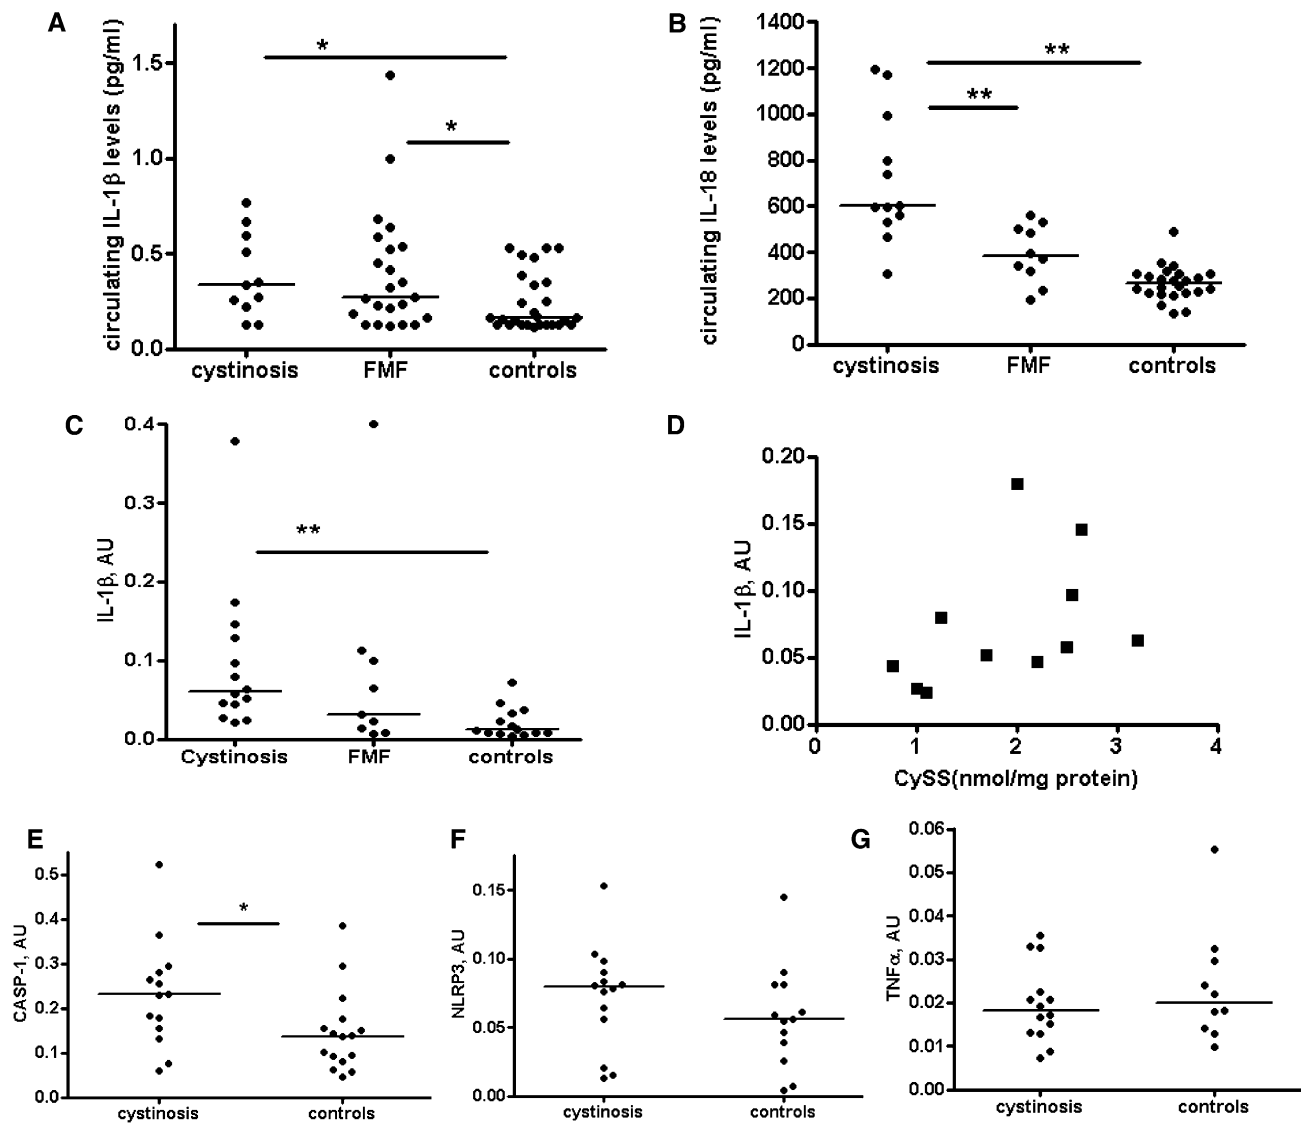 A
circulating IL-1β levels (pg/ml)
1.5
1.0
0.5
0.0
*
*
cystinosis FMF controls
B
circulating IL-18 levels (pg/ml)
1400
1200
1000
800
600
400
200
0
**
**
cystinosis FMF controls
C
IL-1β, AU
0.4
0.3
0.2
0.1
0.0
**
Cystinosis FMF controls
D
IL-1β, AU
0.20
0.15
0.10
0.05
0.00
0 1 2 3 4
CySS(nmol/mg protein)
E
CASP-1, AU
0.5
0.4
0.3
0.2
0.1
0.0
*
cystinosis controls
F
NLRP3, AU
0.15
0.10
0.05
0.00
cystinosis controls
G
TNFα, AU
0.06
0.05
0.04
0.03
0.02
0.01
0.00
cystinosis controls